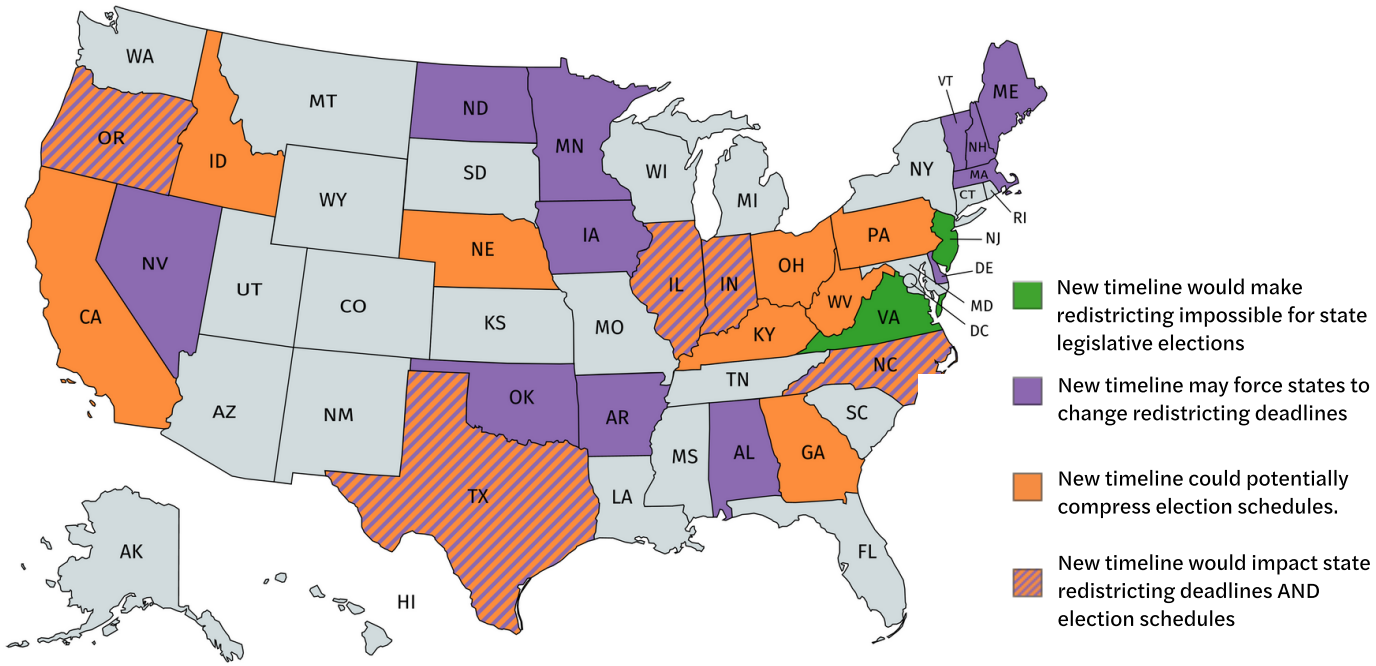 WA
MT
ND
MN
VT
ME
OR
ID
SD
WI
NH
MA
NY
CT
RI
WY
MI
NV
NE
IA
PA
NJ
UT
CO
IL
IN
OH
DE
CA
KS
MO
WV
KY
VA
MD
DC
AZ
NM
OK
AR
TN
NC
SC
TX
LA
MS
AL
GA
FL
AK
HI
New timeline would make
redistricting impossible for state
legislative elections
New timeline may force states to
change redistricting deadlines
New timeline could potentially
compress election schedules.
New timeline would impact state
redistricting deadlines AND
election schedules